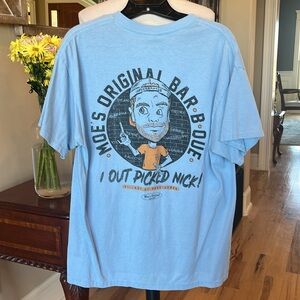 MOE'S ORIGINAL BAR·B·QUE
I OUT PICKED NICK!